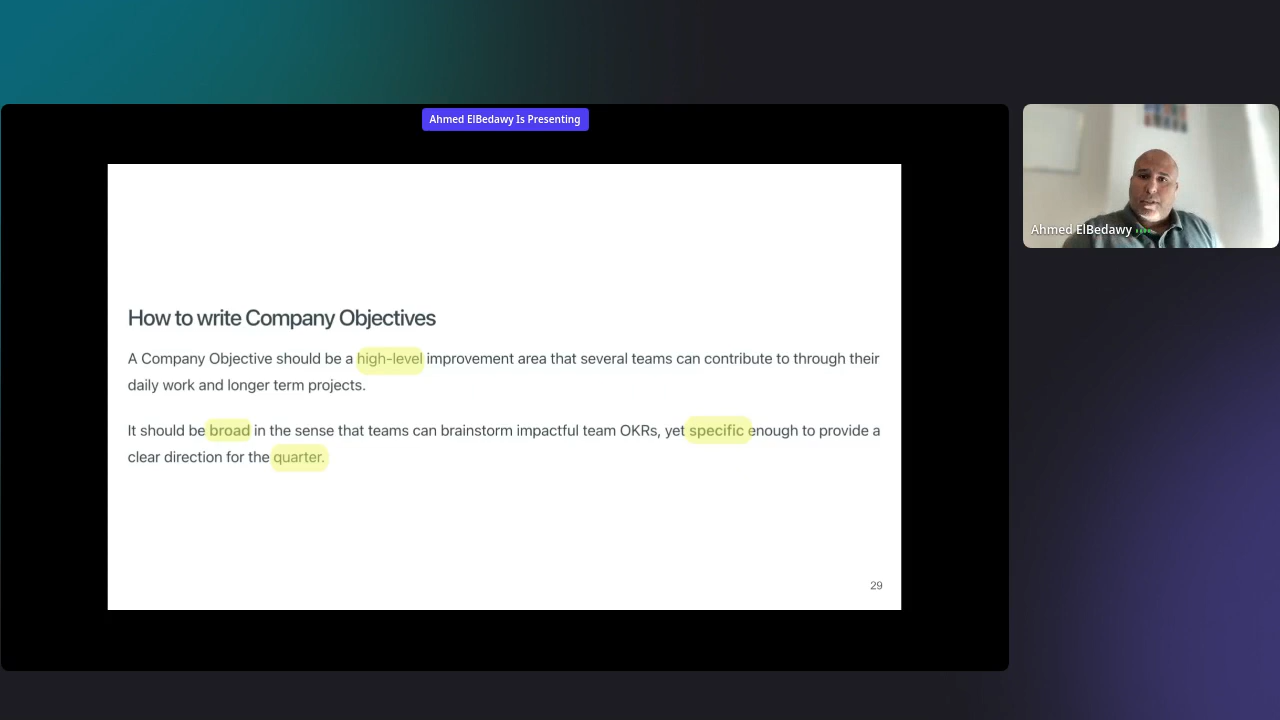 Ahmed ElBedawy Is Presenting
Ahmed ElBedawy
How to write Company Objectives
A Company Objective should be a high-level improvement area that several teams can contribute to through their
daily work and longer term projects.
It should be broad in the sense that teams can brainstorm impactful team OKRs, yet specific enough to provide a
clear direction for the quarter.
29